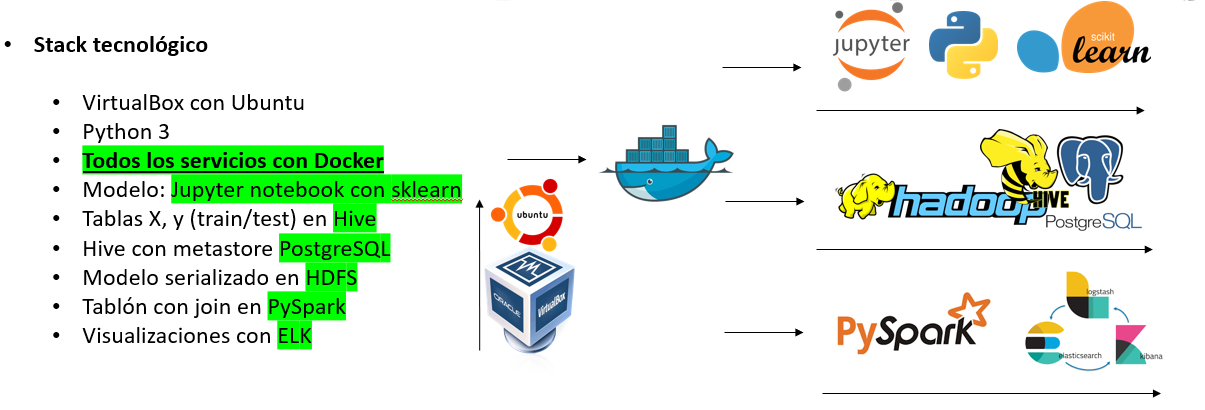 Stack tecnológico
VirtualBox con Ubuntu
Python 3
Todos los servicios con Docker
Modelo: Jupyter notebook con sklearn
Tablas X, y (train/test) en Hive
Hive con metastore PostgreSQL
Modelo serializado en HDFS
Tablón con join en PySpark
Visualizaciones con ELK
ubuntu
ORACLE
VirtualBox
jupyter
scikit
learn
hadoop
HIVE
PostgreSQL
PySpark
logstash
elasticsearch
kibana